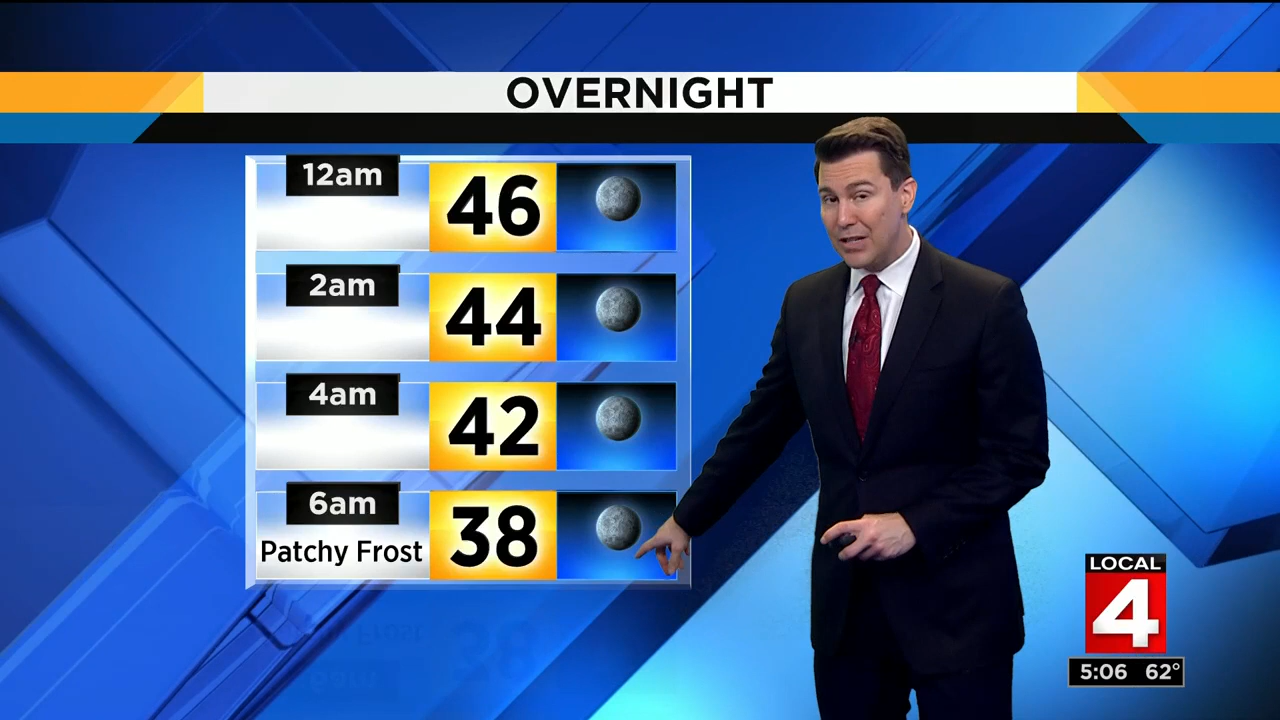 OVERNIGHT
12am
46
2am
44
4am
42
6am
Patchy Frost
38
LOCAL
4
5:06 62°